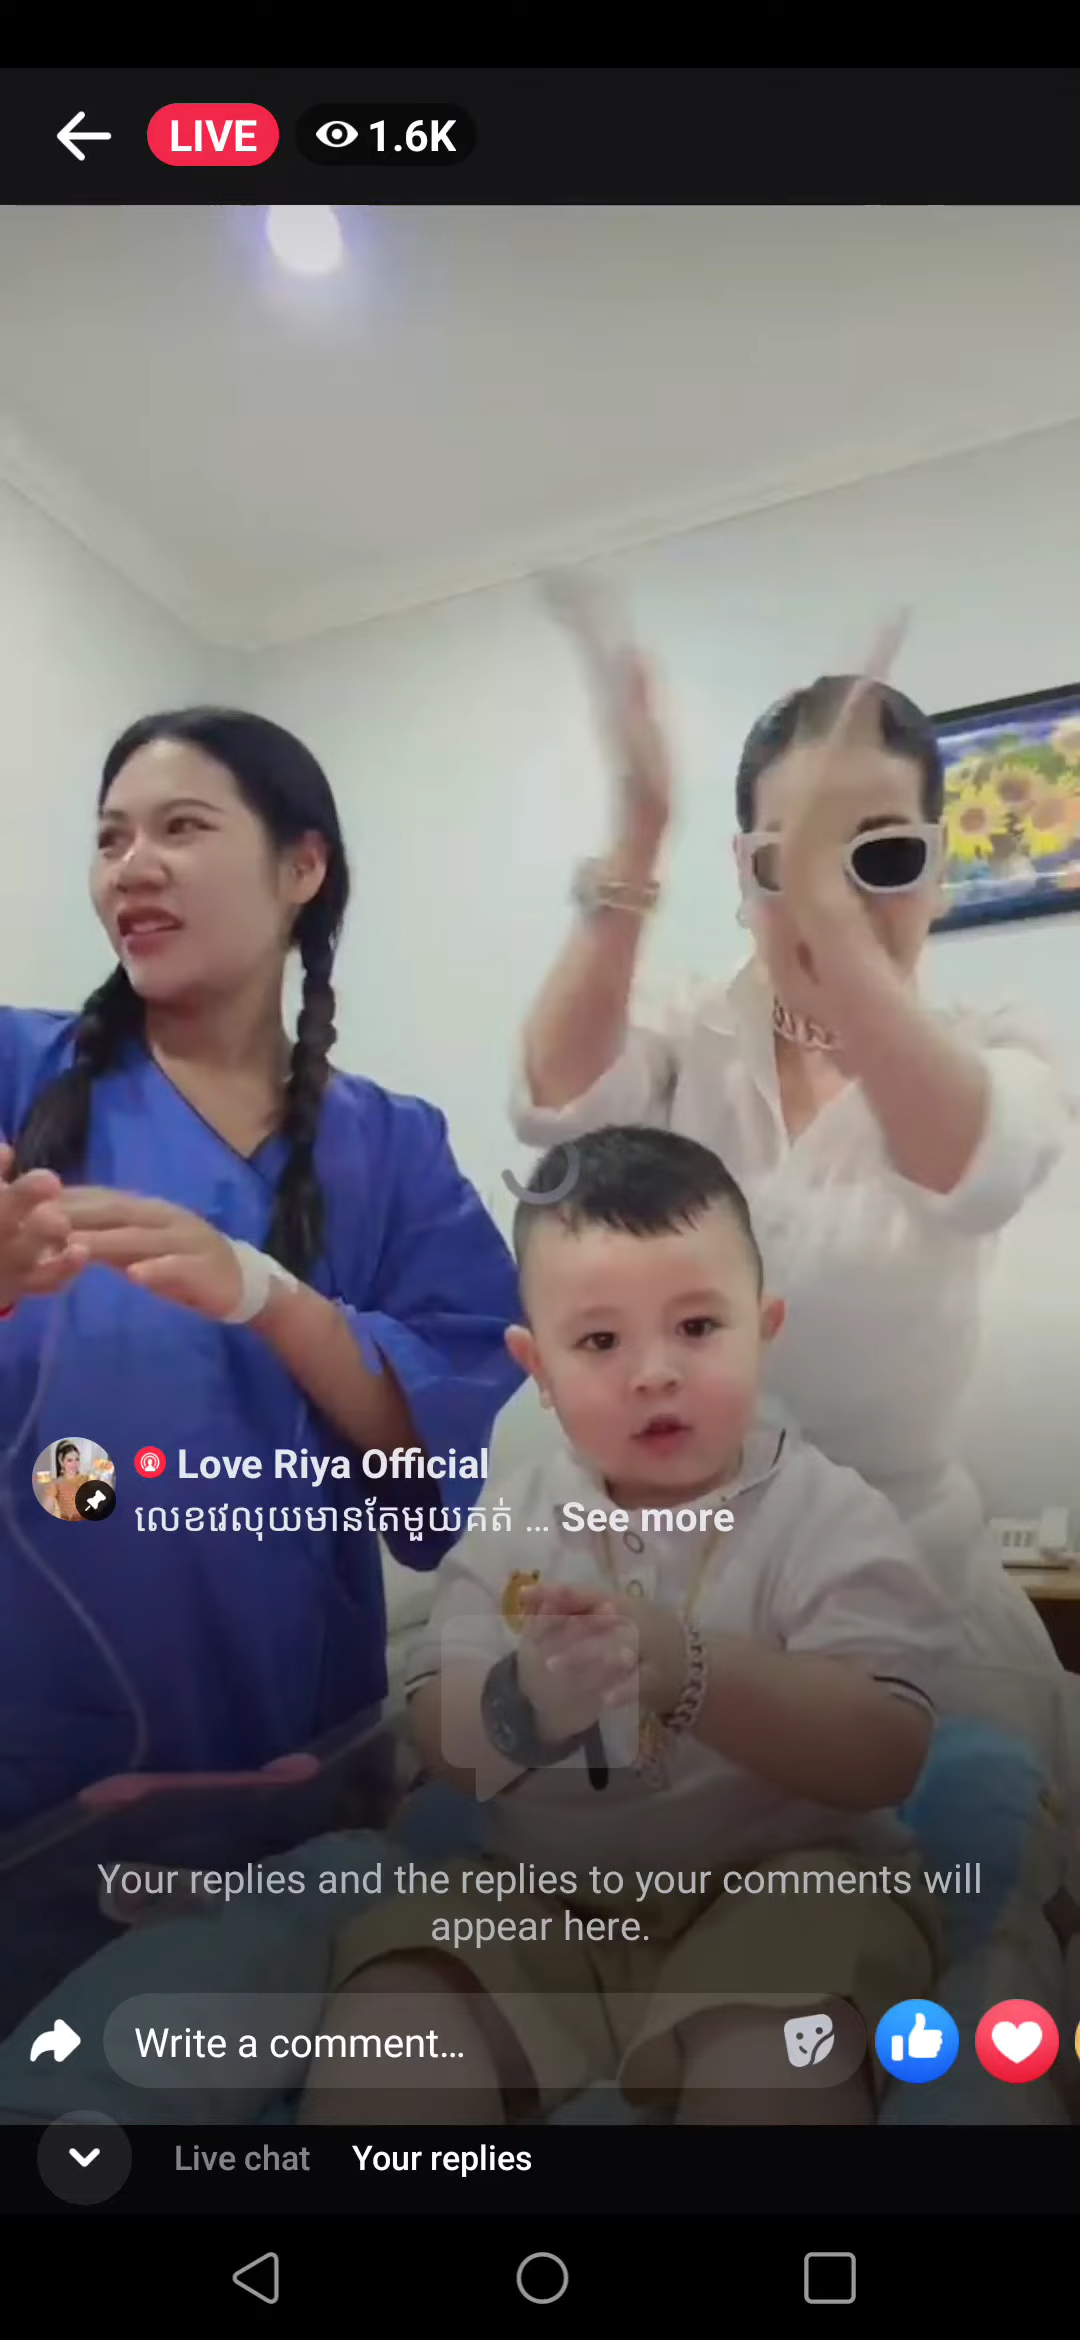 LIVE 1.6K
Love Riya Official
លេខវេលុយមានតែមួយគត់ ... See more
Your replies and the replies to your comments will
appear here.
Write a comment...
Live chat Your replies